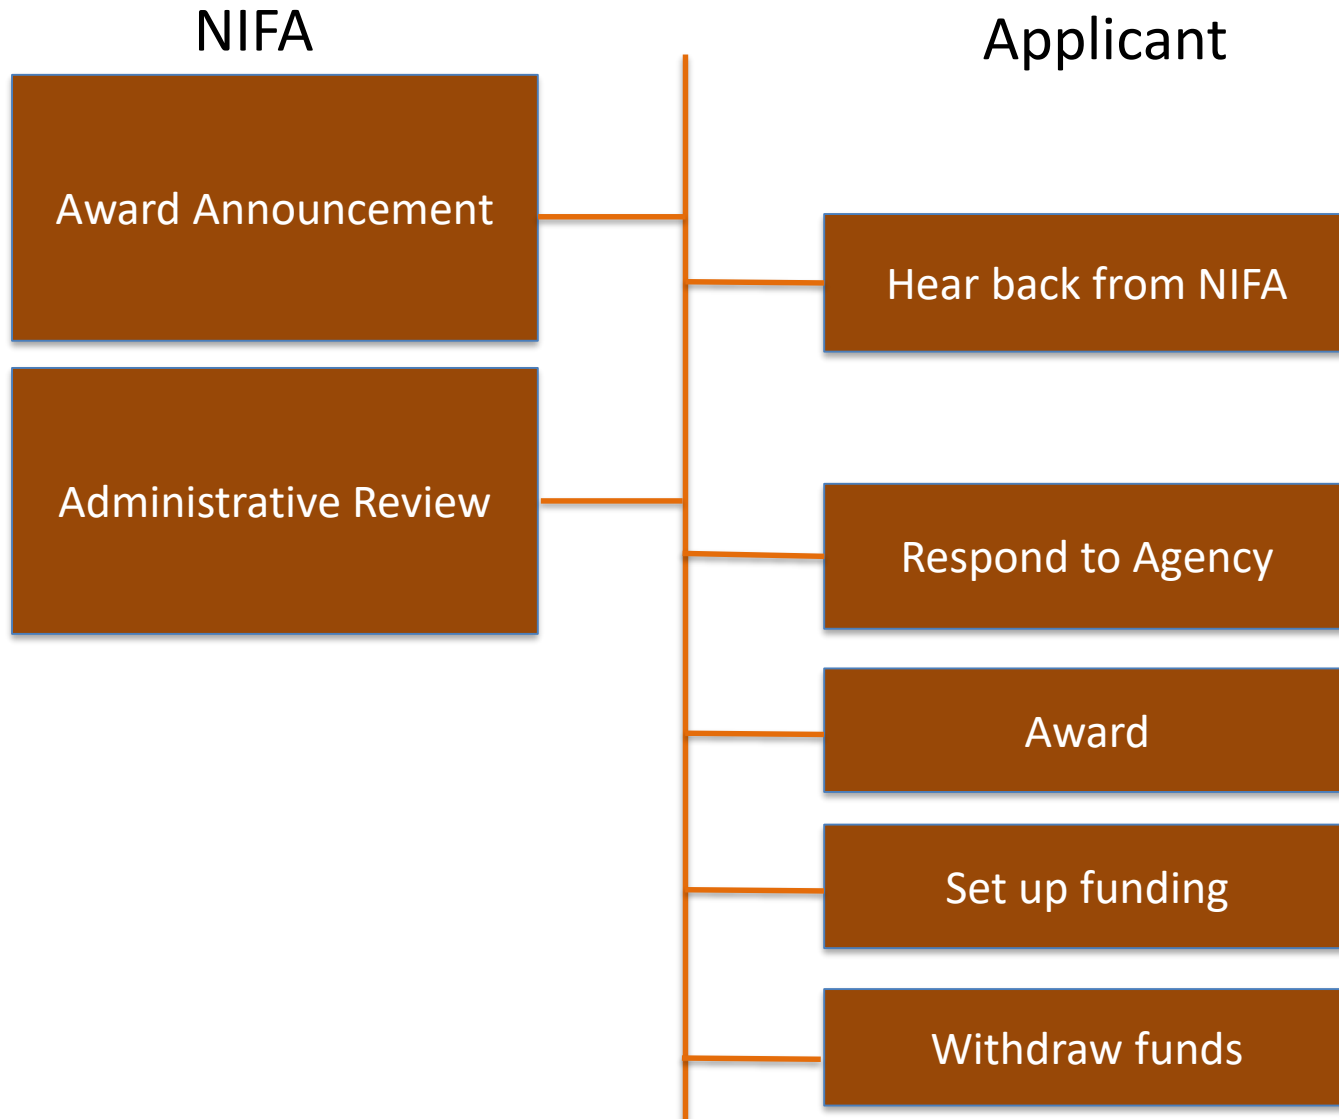 NIFA
Applicant
Award Announcement
Hear back from NIFA
Administrative Review
Respond to Agency
Award
Set up funding
Withdraw funds